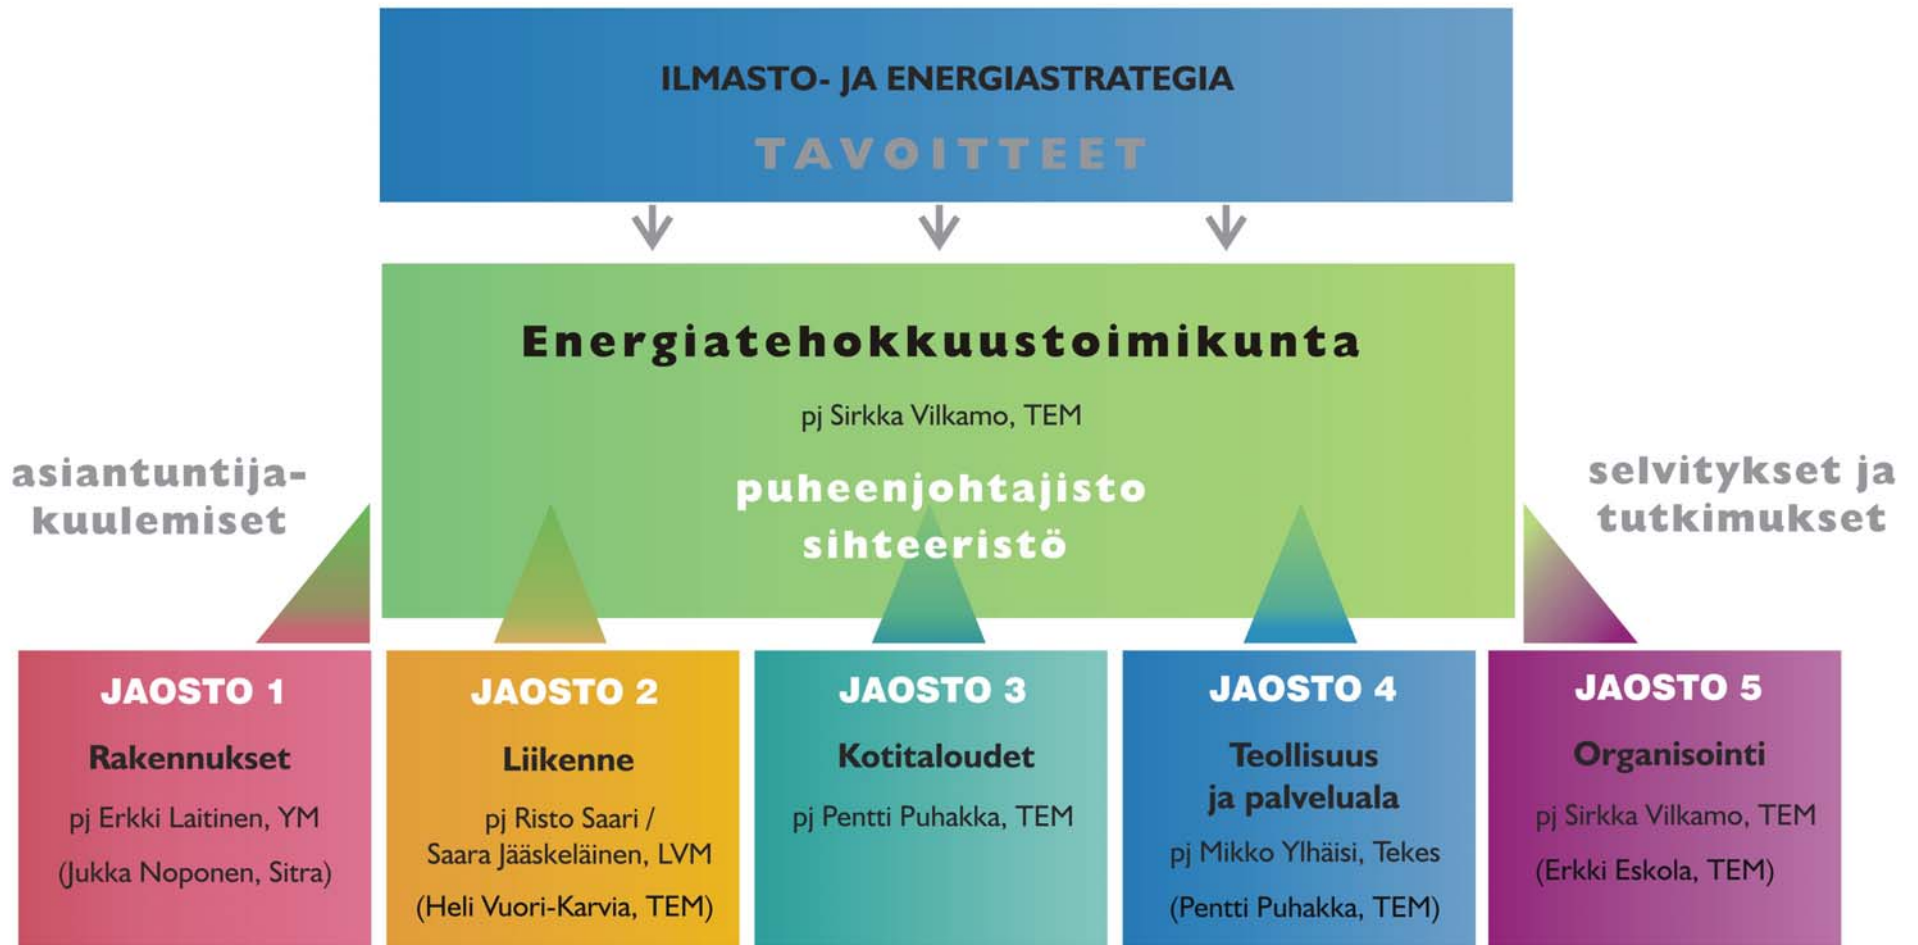 ILMASTO- JA ENERGIASTRATEGIA
TAVOITTEET
Energiatehokkuustoimikunta
pj Sirkka Vilkamo, TEM
puheenjohtajisto
sihteeristö
asiantuntija-
kuulemiset
selvitykset ja
tutkimukset
JAOSTO 1
Rakennukset
pj Erkki Laitinen, YM
(Jukka Noponen, Sitra)
JAOSTO 2
Liikenne
pj Risto Saari /
Saara Jääskeläinen, LVM
(Heli Vuori-Karvia, TEM)
JAOSTO 3
Kotitaloudet
pj Pentti Puhakka, TEM
JAOSTO 4
Teollisuus
ja palveluala
pj Mikko Ylhäisi, Tekes
(Pentti Puhakka, TEM)
JAOSTO 5
Organisointi
pj Sirkka Vilkamo, TEM
(Erkki Eskola, TEM)